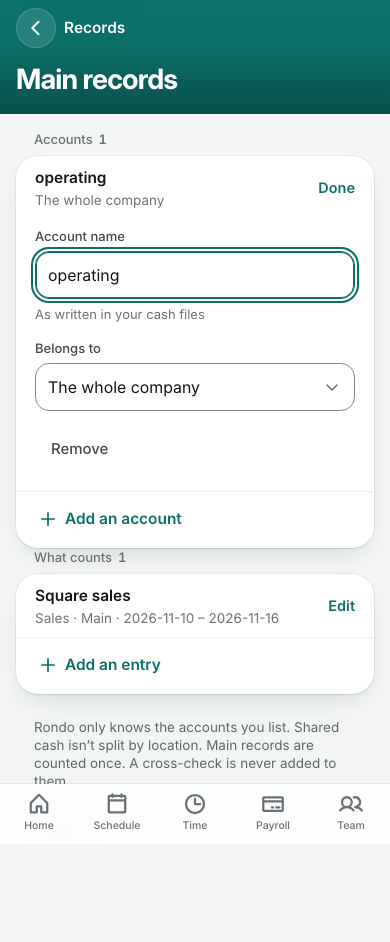 Records
Main records
Accounts 1
operating
The whole company
Done
Account name
operating
As written in your cash files
Belongs to
The whole company
Remove
Add an account
What counts 1
Square sales
Sales · Main · 2026-11-10 – 2026-11-16
Edit
Add an entry
Rondo only knows the accounts you list. Shared
cash isn’t split by location. Main records are
counted once. A cross-check is never added to
them.
Home
Schedule
Time
Payroll
Team